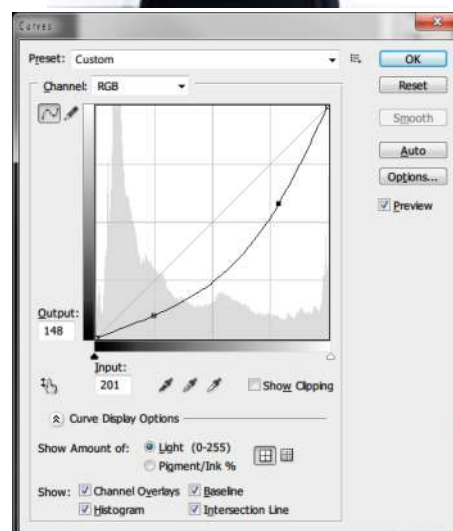 Curves
Preset: Custom
OK
Channel: RGB
Reset
Smooth
Auto
Options...
Preview
Output:
148
Input:
201
Show Clipping
Curve Display Options
Show Amount of: Light (0-255)
Pigment/Ink %
Show: Channel Overlays Baseline
Histogram Intersection Line